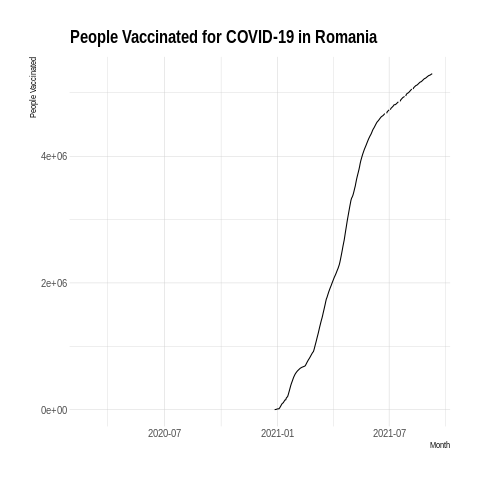 People Vaccinated for COVID-19 in Romania
People Vaccinated
4e+06
2e+06
0e+00
2020-07 2021-01 2021-07
Month